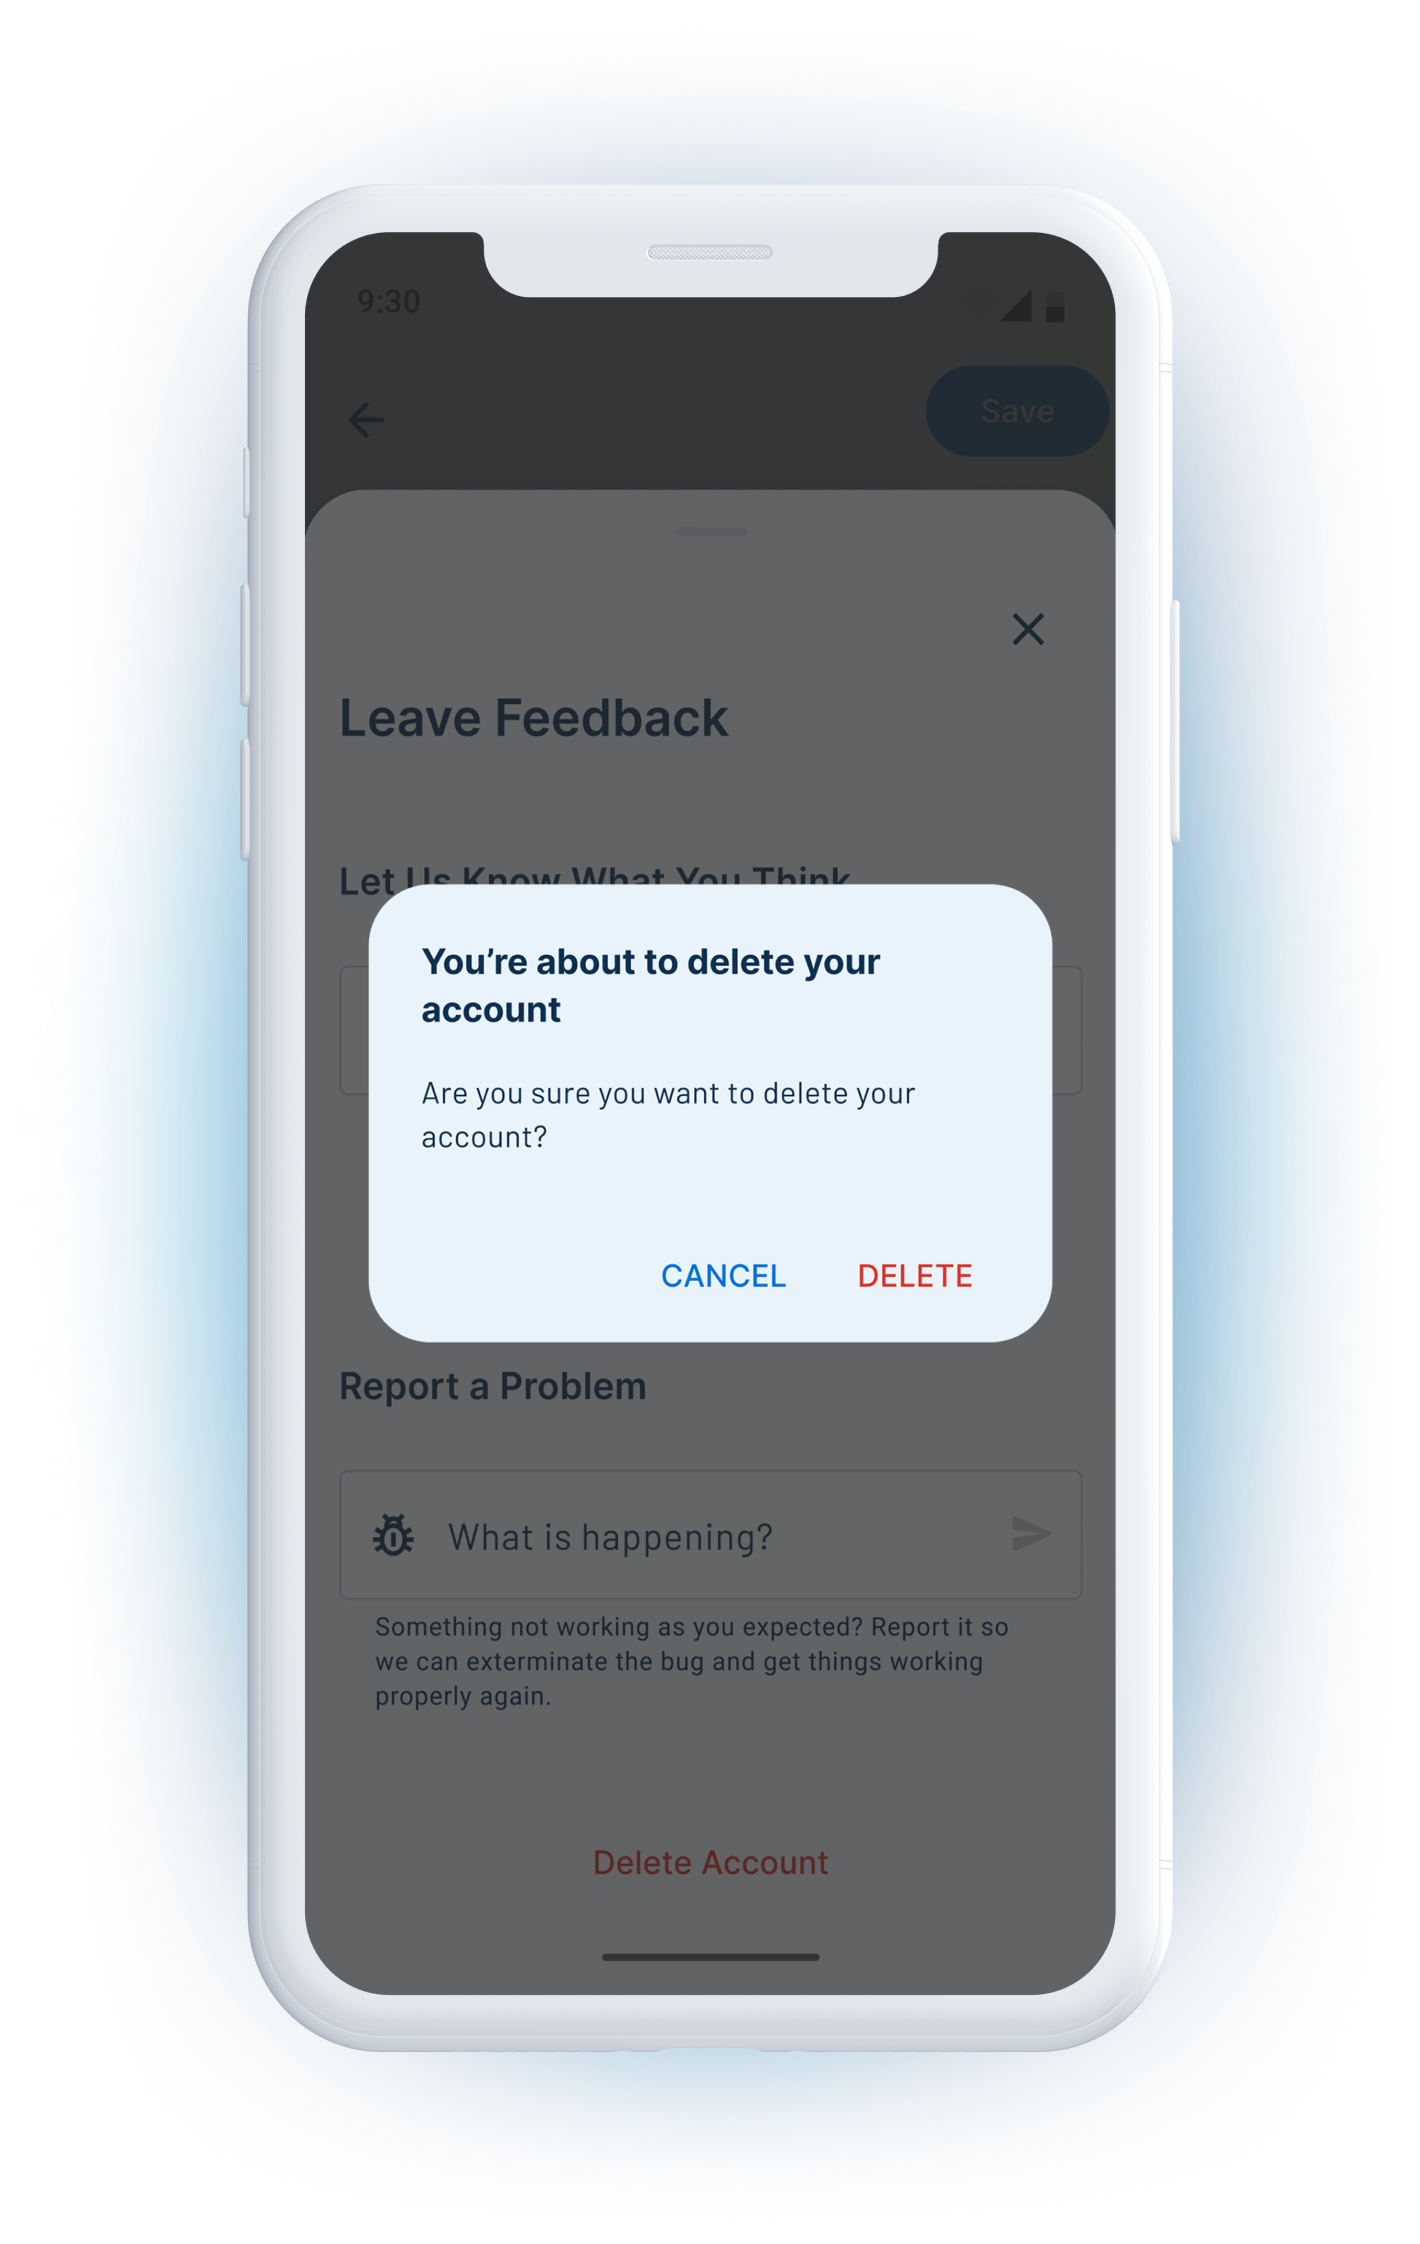 9:30
Save
Leave Feedback
Let Us Know What You Think
You’re about to delete your
account
Are you sure you want to delete your
account?
CANCEL DELETE
Report a Problem
What is happening?
Something not working as you expected? Report it so
we can exterminate the bug and get things working
properly again.
Delete Account